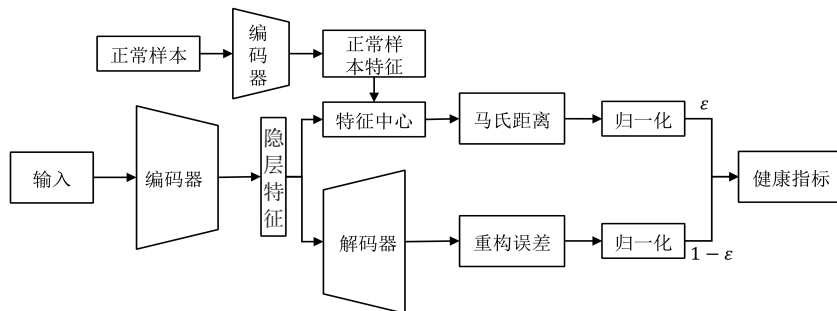 正常样本
编
码
器
正常样
本特征
输入
编码器
隐
层
特
征
特征中心
马氏距离
归一化
ε
解码器
重构误差
归一化
1 − ε
健康指标